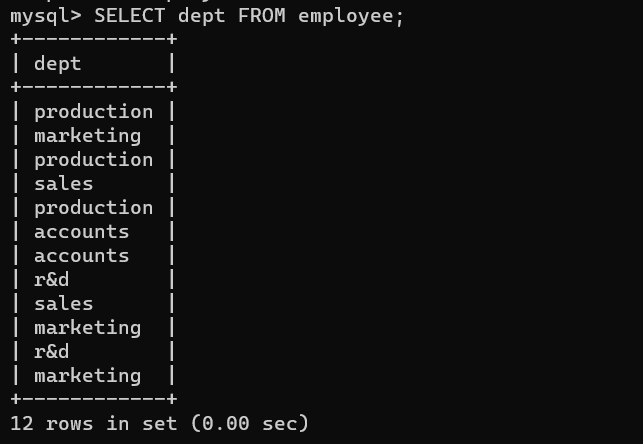 mysql> SELECT dept FROM employee;
+------------+
| dept       |
+------------+
| production |
| marketing  |
| production |
| sales      |
| production |
| accounts   |
| accounts   |
| r&d        |
| sales      |
| marketing  |
| r&d        |
| marketing  |
+------------+
12 rows in set (0.00 sec)